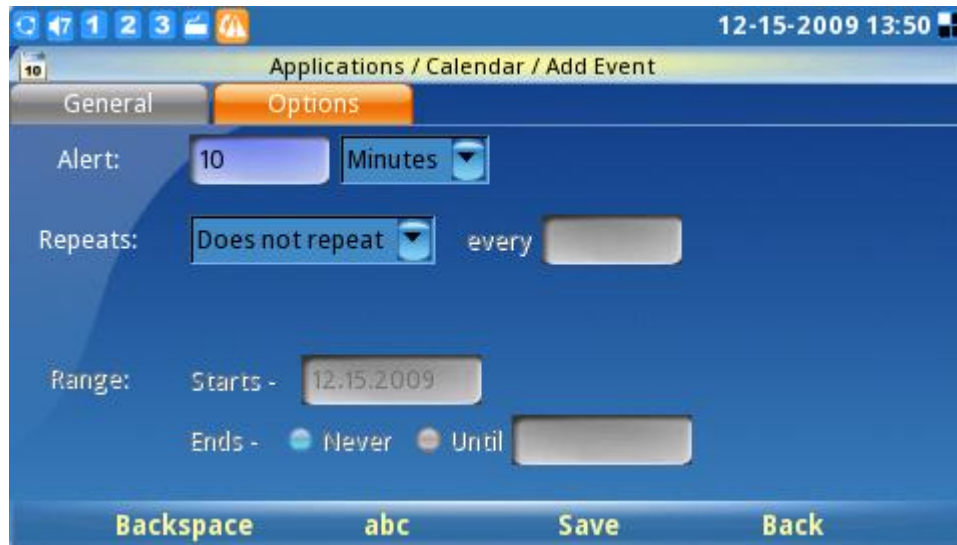 7 1 2 3 12-15-2009 13:50
10 Applications / Calendar / Add Event
General Options
Alert: 10 Minutes
Repeats: Does not repeat every
Range: Starts - 12.15.2009
Ends - Never Until
Backspace abc Save Back